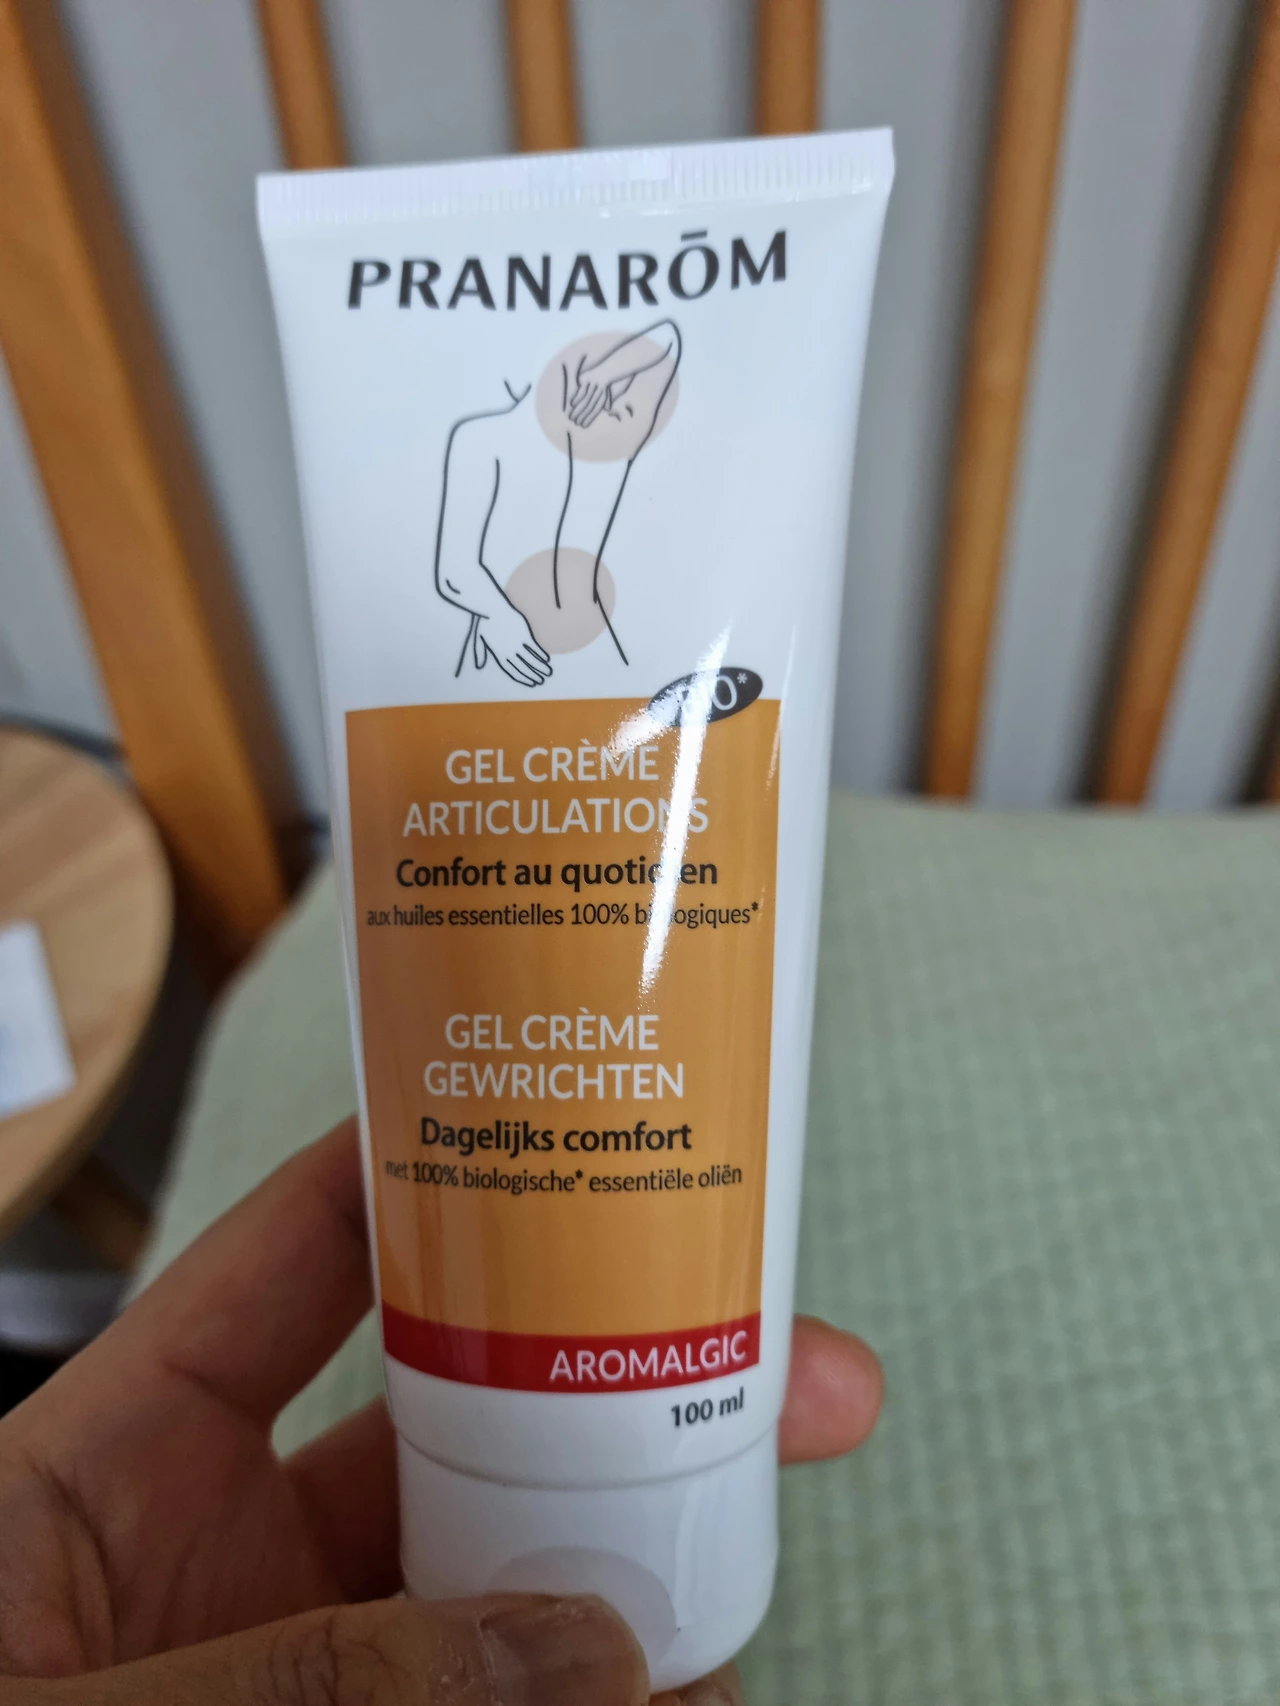 PRANARŌM
BIO*
GEL CRÈME
ARTICULATIONS
Confort au quotidien
aux huiles essentielles 100% biologiques*
GEL CRÈME
GEWRICHTEN
Dagelijks comfort
met 100% biologische* essentiële oliën
AROMALGIC
100 ml